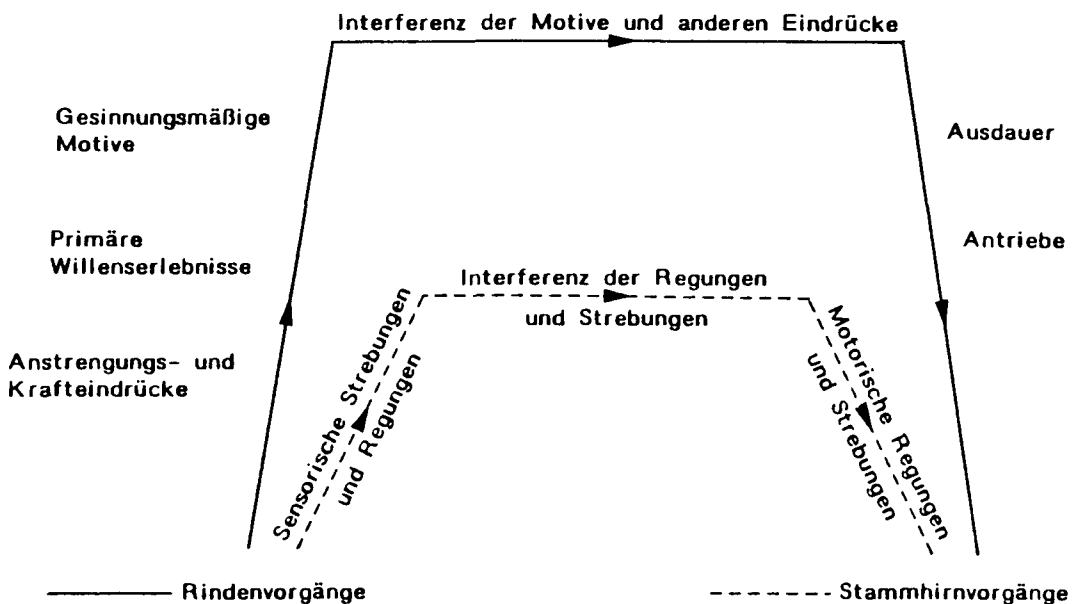 Interferenz der Motive und anderen Eindrücke
Gesinnungsmäßige
Motive
Ausdauer
Primäre
Willenserlebnisse
Antriebe
Interferenz der Regungen
und Strebungen
Anstrengungs- und
Krafteindrücke
Sensorische Strebungen
und Regungen
Motorische Regungen
und Strebungen
Rindenvorgänge
Stammhirnvorgänge